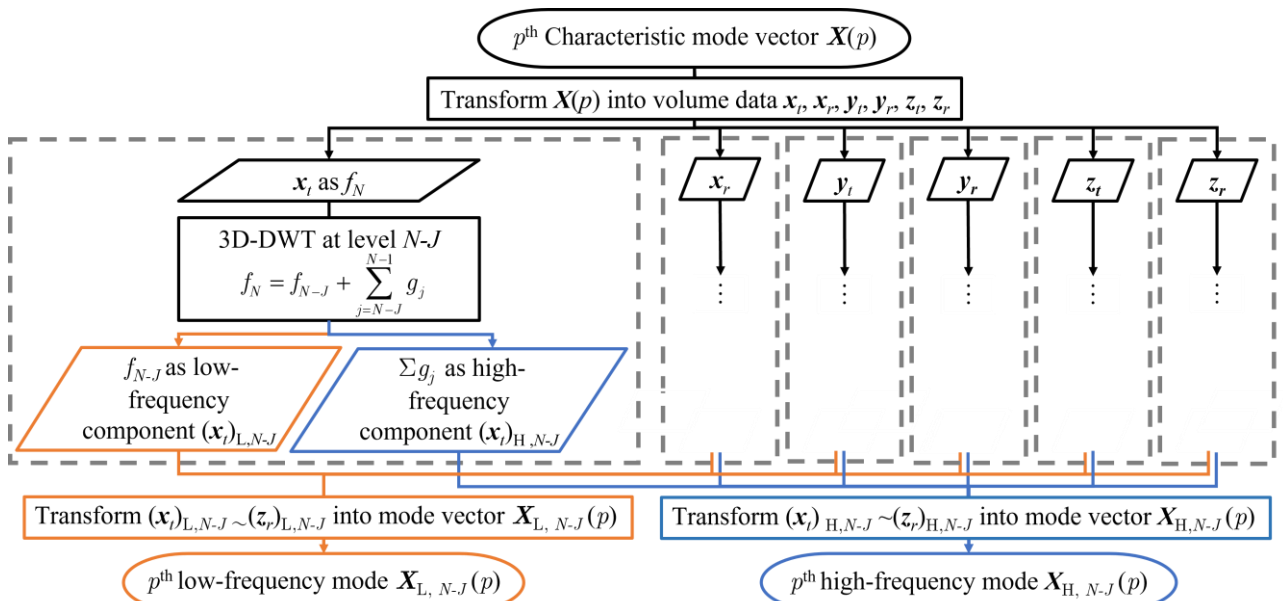 pth Characteristic mode vector X(p)
Transform X(p) into volume data xt, xr, yt, yr, zt, zr
xt as fN
xr
yt
yr
zt
zr
3D-DWT at level N-J
fN = fN−J + ∑_{j=N−J}^{N−1} gj
⋮
⋮
⋮
⋮
⋮
fN-J as low-
frequency
component (xt)L,N-J
Σgj as high-
frequency
component (xt)H,N-J
Transform (xt)L,N-J ~(zr)L,N-J into mode vector XL, N-J (p)
Transform (xt) H,N-J ~(zr)H,N-J into mode vector XH,N-J (p)
pth low-frequency mode XL, N-J (p)
pth high-frequency mode XH, N-J (p)